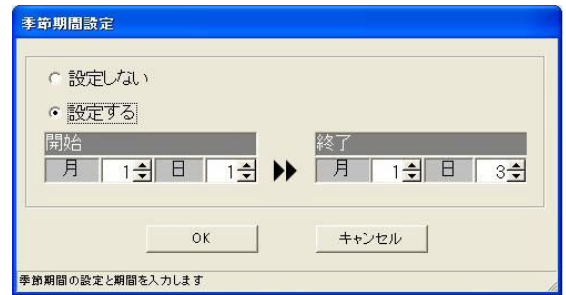 季節期間設定
設定しない
設定する
開始 終了
月 1 日 1 月 1 日 3
OK キャンセル
季節期間の設定と期間を入力します